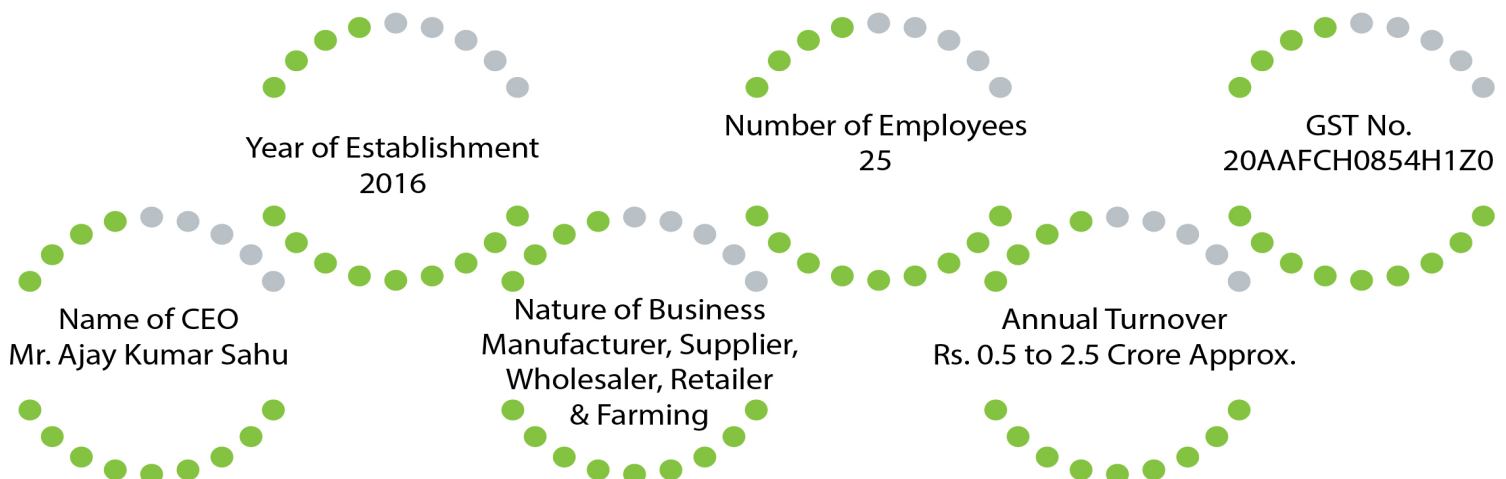 Year of Establishment
2016
Number of Employees
25
GST No.
20AAFCH0854H1Z0
Name of CEO
Mr. Ajay Kumar Sahu
Nature of Business
Manufacturer, Supplier,
Wholesaler, Retailer
& Farming
Annual Turnover
Rs. 0.5 to 2.5 Crore Approx.